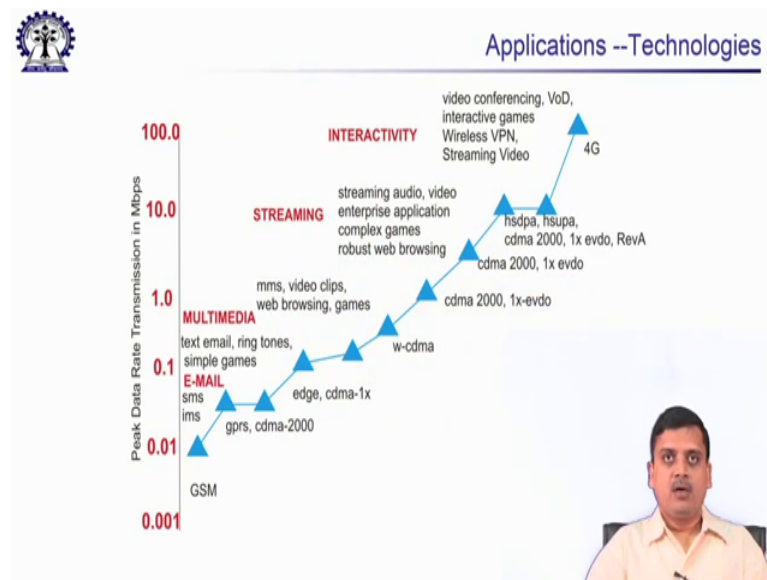 Applications --Technologies
Peak Data Rate Transmission in Mbps
100.0
10.0
1.0
0.1
0.01
0.001
INTERACTIVITY
video conferencing, VoD,
interactive games
Wireless VPN,
Streaming Video
4G
STREAMING
streaming audio, video
enterprise application
complex games
robust web browsing
hsdpa, hsupa,
cdma 2000, 1x evdo, RevA
cdma 2000, 1x evdo
mms, video clips,
web browsing, games
cdma 2000, 1x-evdo
MULTIMEDIA
text email, ring tones,
simple games
w-cdma
E-MAIL
sms
ims
edge, cdma-1x
gprs, cdma-2000
GSM